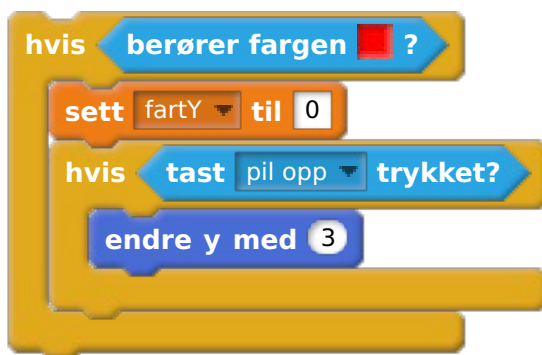 hvis berører fargen ?
sett fartY til 0
hvis tast pil opp trykket?
endre y med 3